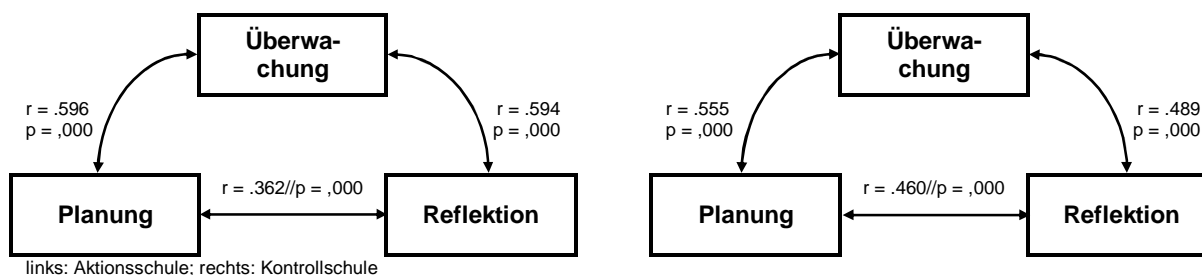 Überwa-
chung
r = .596
p = ,000
r = .594
p = ,000
Planung
r = .362//p = ,000
Reflektion
Überwa-
chung
r = .555
p = ,000
r = .489
p = ,000
Planung
r = .460//p = ,000
Reflektion
links: Aktionsschule; rechts: Kontrollschule